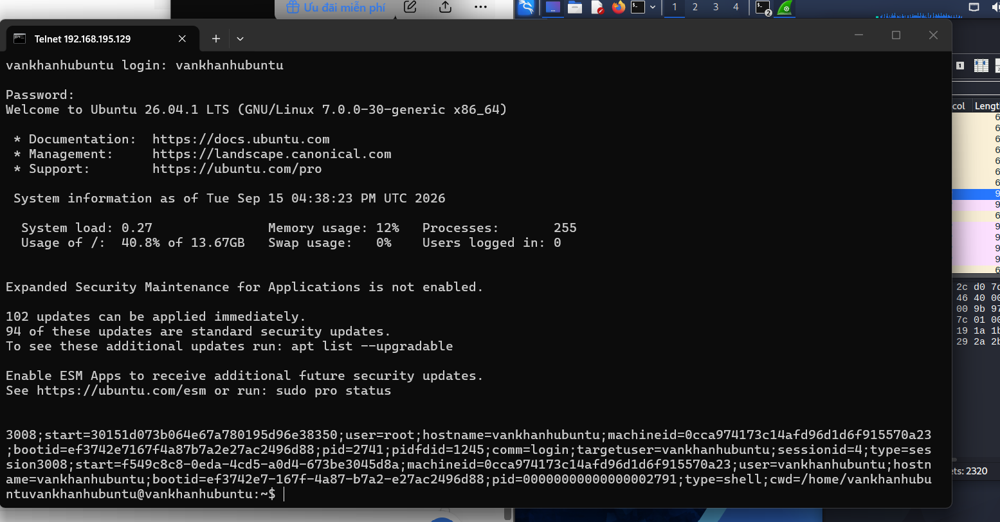 Ưu đãi miễn phí
1 2 3 4
2
Telnet 192.168.195.129
vankhanhubuntu login: vankhanhubuntu
Password:
Welcome to Ubuntu 26.04.1 LTS (GNU/Linux 7.0.0-30-generic x86_64)
* Documentation: https://docs.ubuntu.com
* Management: https://landscape.canonical.com
* Support: https://ubuntu.com/pro
System information as of Tue Sep 15 04:38:23 PM UTC 2026
System load: 0.27 Memory usage: 12% Processes: 255
Usage of /: 40.8% of 13.67GB Swap usage: 0% Users logged in: 0
Expanded Security Maintenance for Applications is not enabled.
102 updates can be applied immediately.
94 of these updates are standard security updates.
To see these additional updates run: apt list --upgradable
Enable ESM Apps to receive additional future security updates.
See https://ubuntu.com/esm or run: sudo pro status
3008;start=30151d073b064e67a780195d96e38350;user=root;hostname=vankhanhubuntu;machineid=0cca974173c14afd96d1d6f915570a23
;bootid=ef3742e7167f4a87b7a2e27ac2496d88;pid=2741;pidfdid=1245;comm=login;targetuser=vankhanhubuntu;sessionid=4;type=ses
sion3008;start=f549c8c8-0eda-4cd5-a0d4-673be3045d8a;machineid=0cca974173c14afd96d1d6f915570a23;user=vankhanhubuntu;hostn
ame=vankhanhubuntu;bootid=ef3742e7-167f-4a87-b7a2-e27ac2496d88;pid=00000000000000002791;type=shell;cwd=/home/vankhanhubu
ntuvankhanhubuntu@vankhanhubuntu:~$
col Lengt
6
6
6
6
6
6
6
9
9
6
9
9
9
9
6
2c d0 7d
46 40 00
00 9b 97
7c 01 00
19 1a 1b
29 2a 2b
ets: 2320